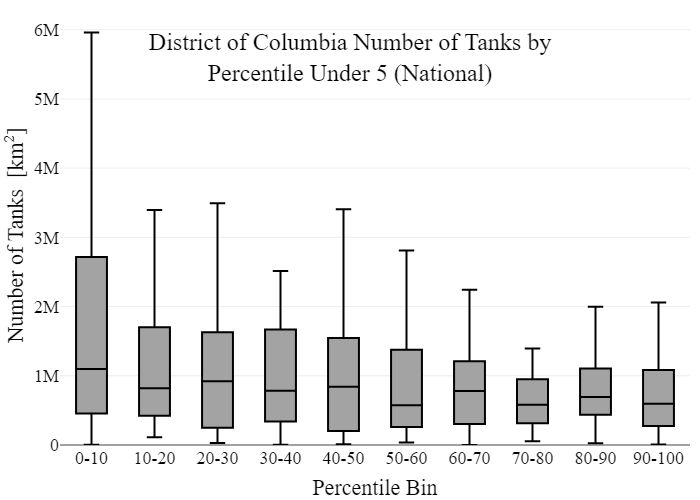 District of Columbia Number of Tanks by
Percentile Under 5 (National)
Number of Tanks [km²]
6M
5M
4M
3M
2M
1M
0
0-10 10-20 20-30 30-40 40-50 50-60 60-70 70-80 80-90 90-100
Percentile Bin